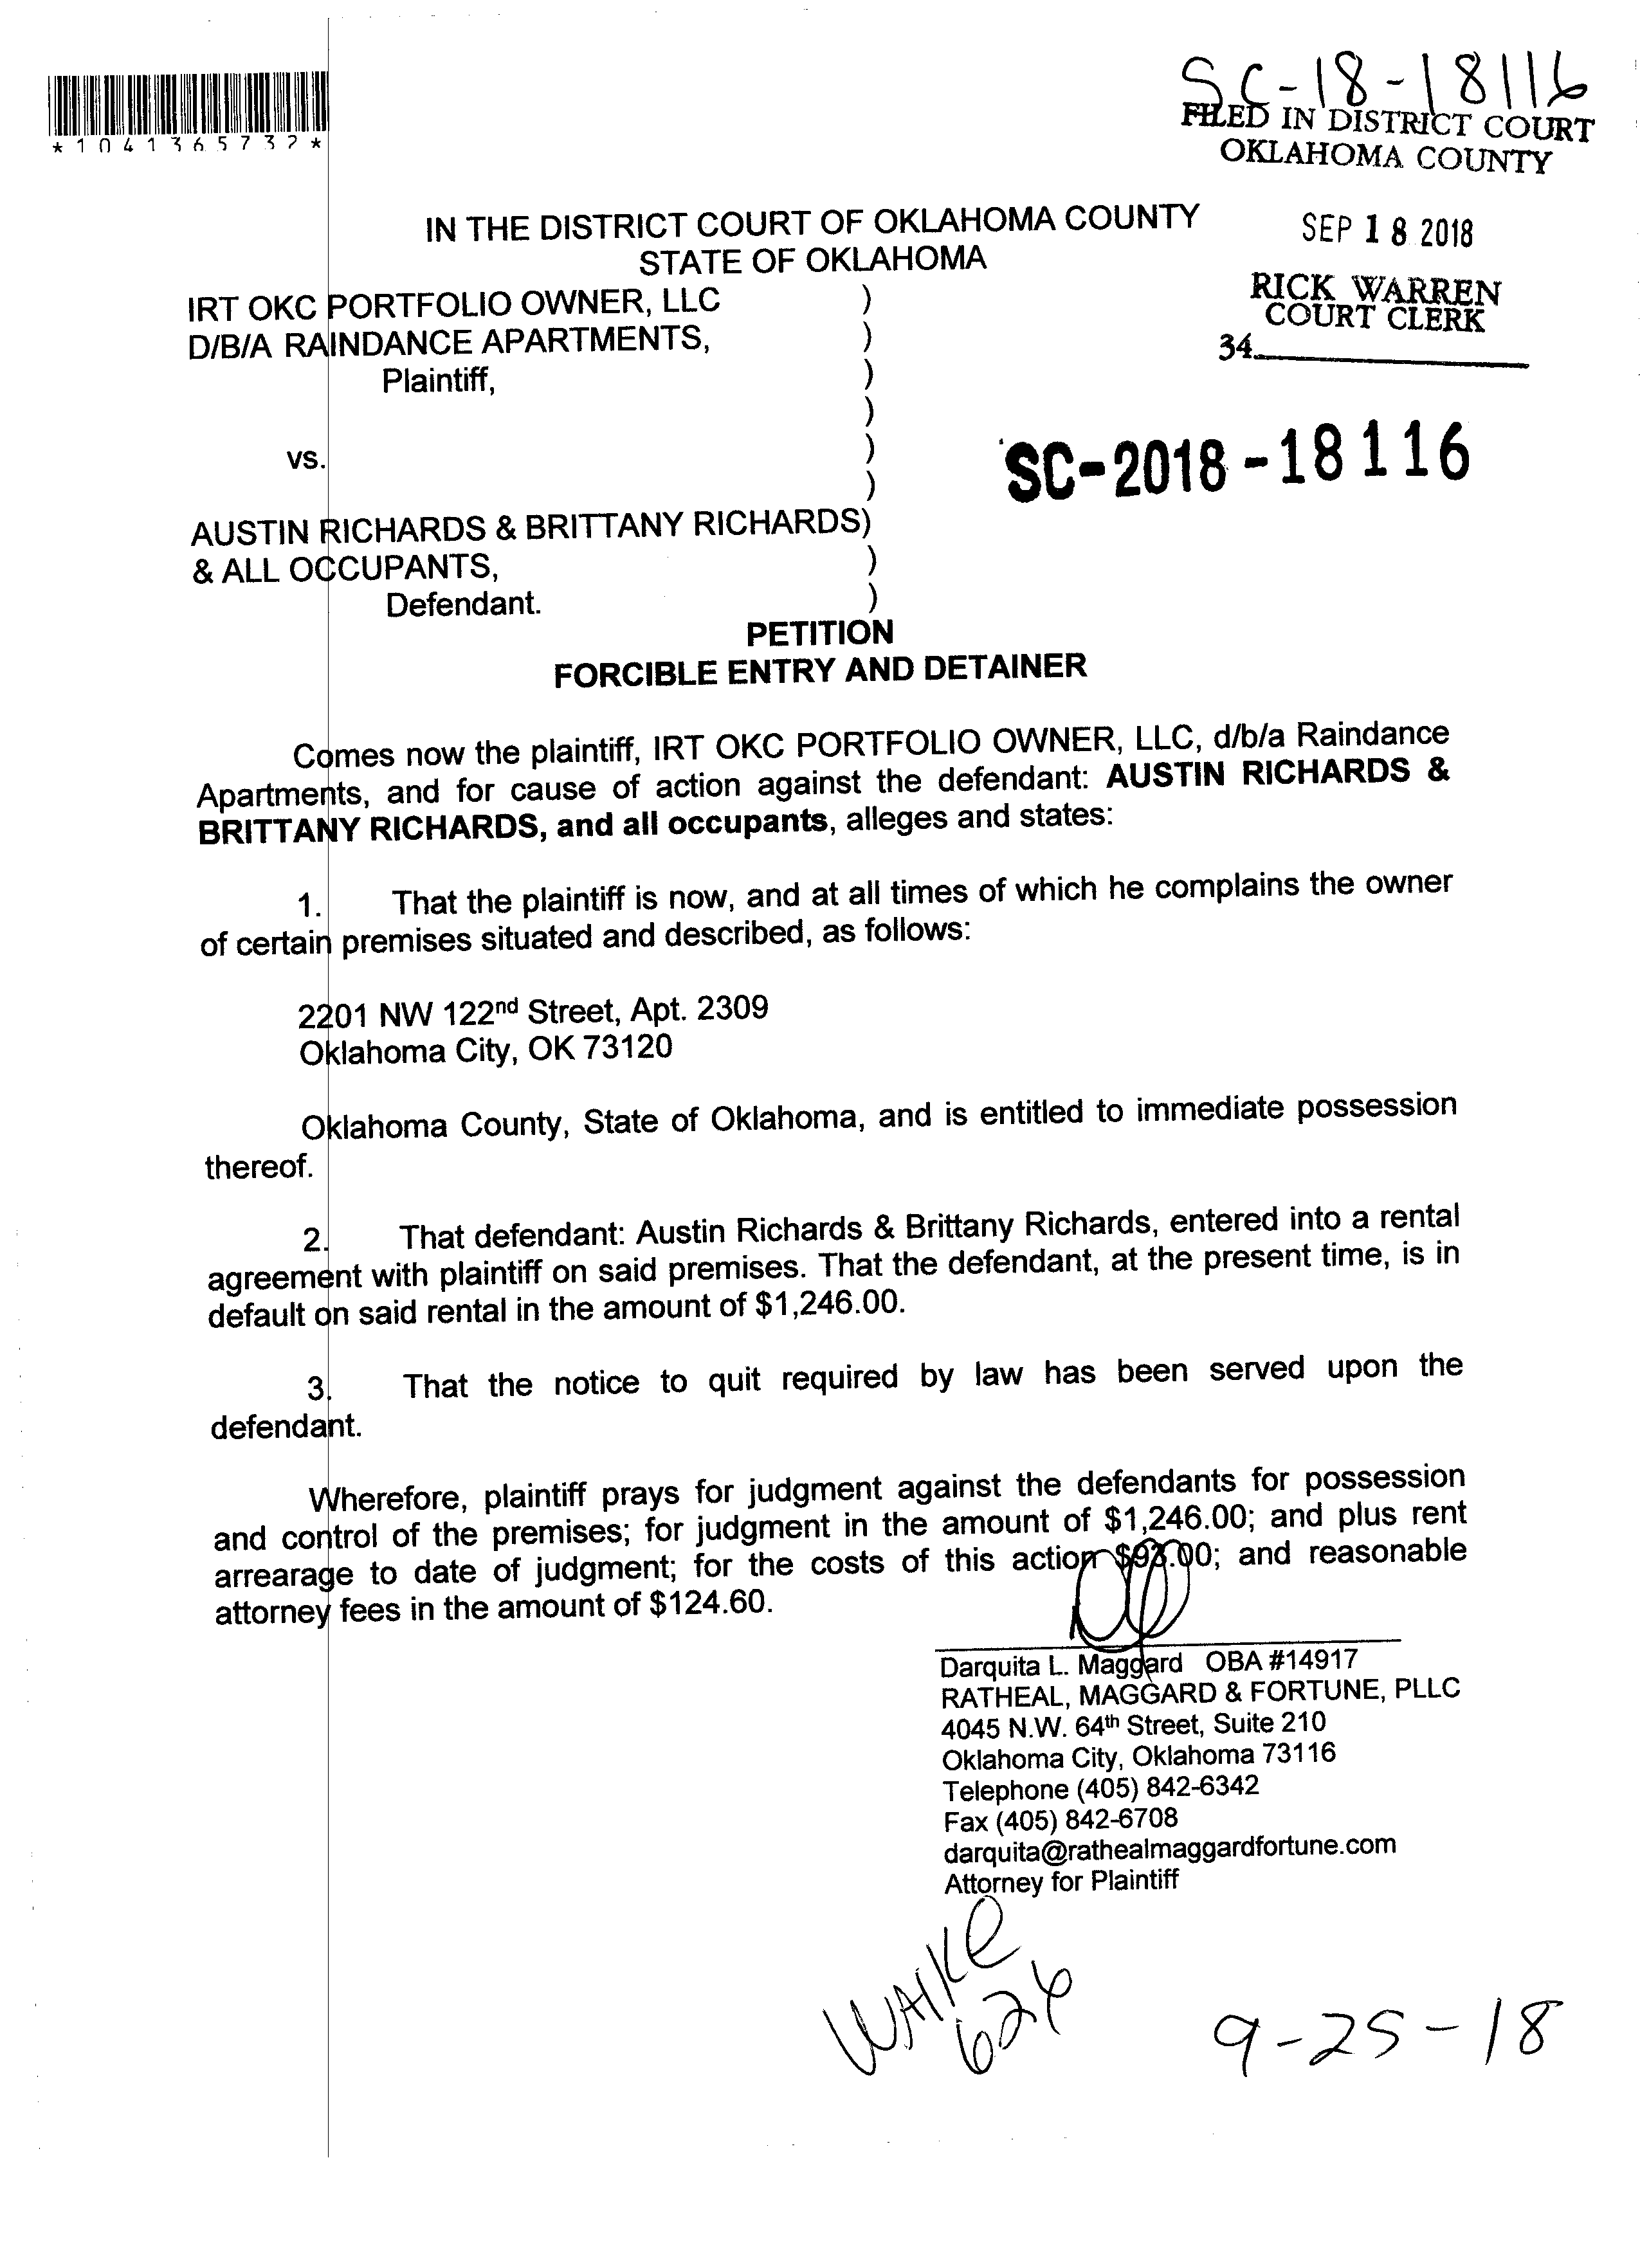 SC-18-18116
FILED IN DISTRICT COURT
OKLAHOMA COUNTY
*1041365732*
IN THE DISTRICT COURT OF OKLAHOMA COUNTY
STATE OF OKLAHOMA
SEP 18 2018
RICK WARREN
COURT CLERK
34
IRT OKC PORTFOLIO OWNER, LLC )
D/B/A RAINDANCE APARTMENTS, )
Plaintiff, )
)
vs. )
)
SC-2018-18116
AUSTIN RICHARDS & BRITTANY RICHARDS)
& ALL OCCUPANTS, )
Defendant. )
PETITION
FORCIBLE ENTRY AND DETAINER
Comes now the plaintiff, IRT OKC PORTFOLIO OWNER, LLC, d/b/a Raindance
Apartments, and for cause of action against the defendant: AUSTIN RICHARDS &
BRITTANY RICHARDS, and all occupants, alleges and states:
1. That the plaintiff is now, and at all times of which he complains the owner
of certain premises situated and described, as follows:
2201 NW 122nd Street, Apt. 2309
Oklahoma City, OK 73120
Oklahoma County, State of Oklahoma, and is entitled to immediate possession
thereof.
2. That defendant: Austin Richards & Brittany Richards, entered into a rental
agreement with plaintiff on said premises. That the defendant, at the present time, is in
default on said rental in the amount of $1,246.00.
3. That the notice to quit required by law has been served upon the
defendant.
Wherefore, plaintiff prays for judgment against the defendants for possession
and control of the premises; for judgment in the amount of $1,246.00; and plus rent
arrearage to date of judgment; for the costs of this action and reasonable
attorney fees in the amount of $124.60.
Darquita L. Maggard OBA #14917
RATHEAL, MAGGARD & FORTUNE, PLLC
4045 N.W. 64th Street, Suite 210
Oklahoma City, Oklahoma 73116
Telephone (405) 842-6342
Fax (405) 842-6708
darquita@rathealmaggardfortune.com
Attorney for Plaintiff
9-25-18